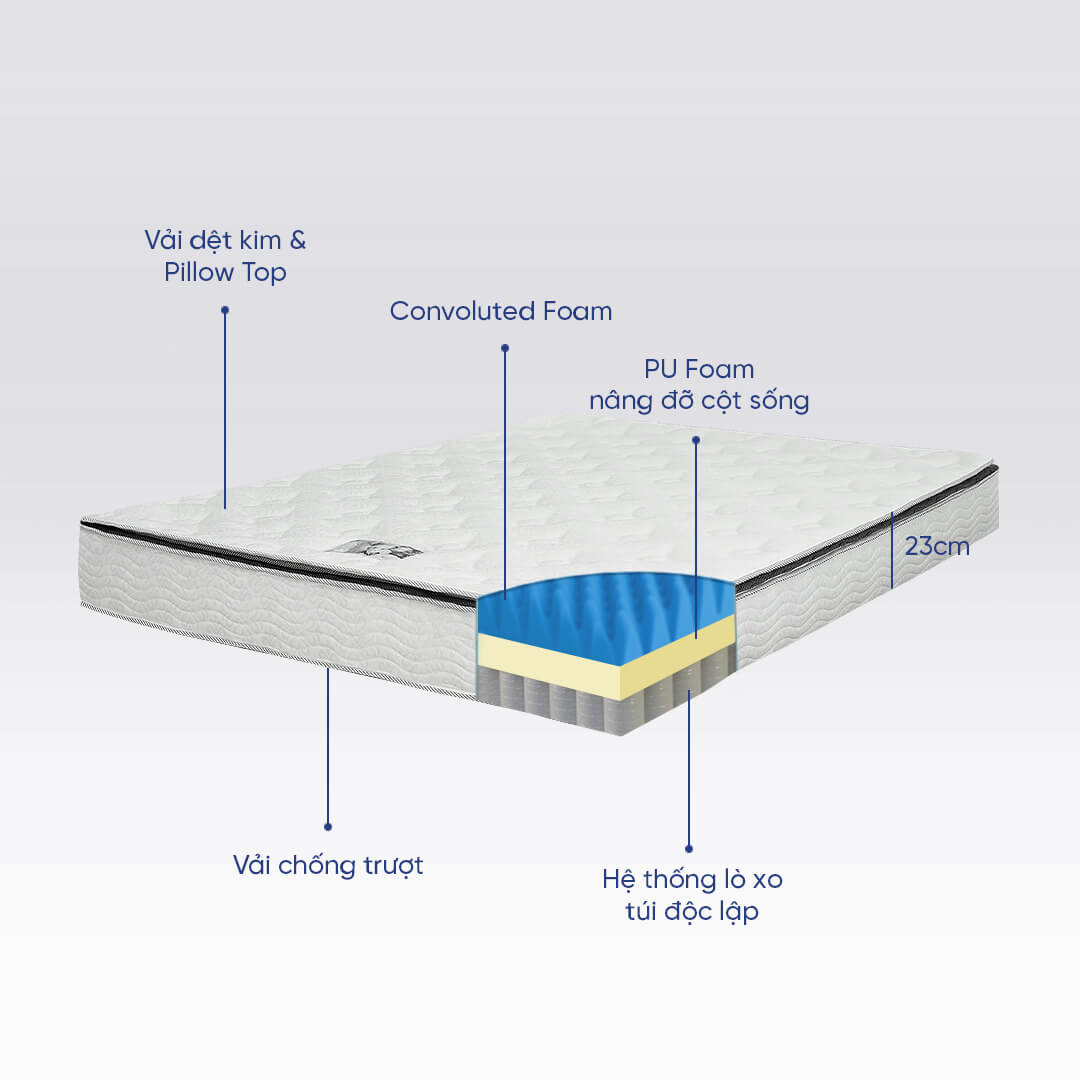 Vải dệt kim &
Pillow Top
Convoluted Foam
PU Foam
nâng đỡ cột sống
23cm
Vải chống trượt
Hệ thống lò xo
túi độc lập